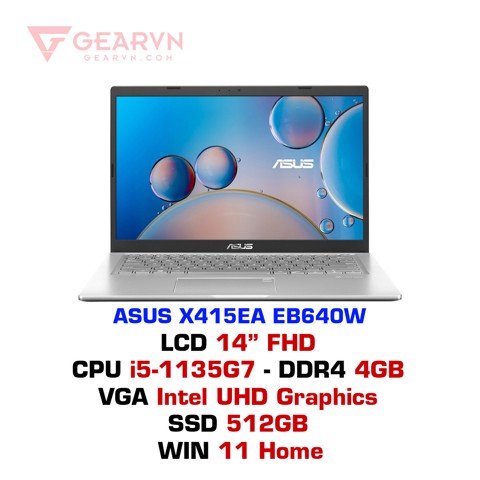 GEARVN
GEARVN.COM
ASUS
ASUS
ASUS X415EA EB640W
LCD 14” FHD
CPU i5-1135G7 - DDR4 4GB
VGA Intel UHD Graphics
SSD 512GB
WIN 11 Home